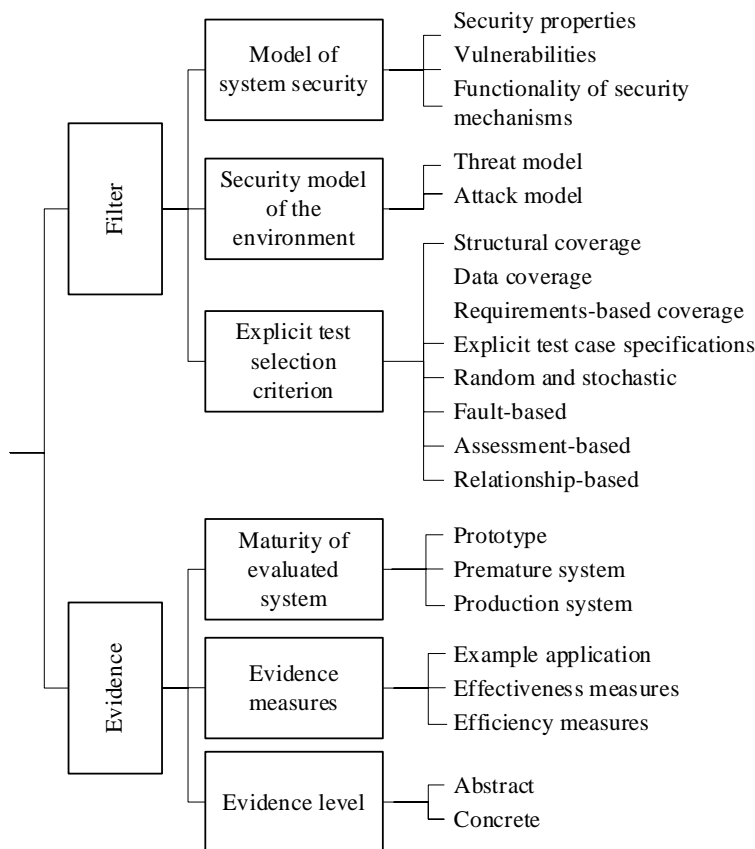 Filter
Model of
system security
Security properties
Vulnerabilities
Functionality of security
mechanisms
Security model
of the
environment
Threat model
Attack model
Explicit test
selection
criterion
Structural coverage
Data coverage
Requirements-based coverage
Explicit test case specifications
Random and stochastic
Fault-based
Assessment-based
Relationship-based
Evidence
Maturity of
evaluated
system
Prototype
Premature system
Production system
Evidence
measures
Example application
Effectiveness measures
Efficiency measures
Evidence level
Abstract
Concrete